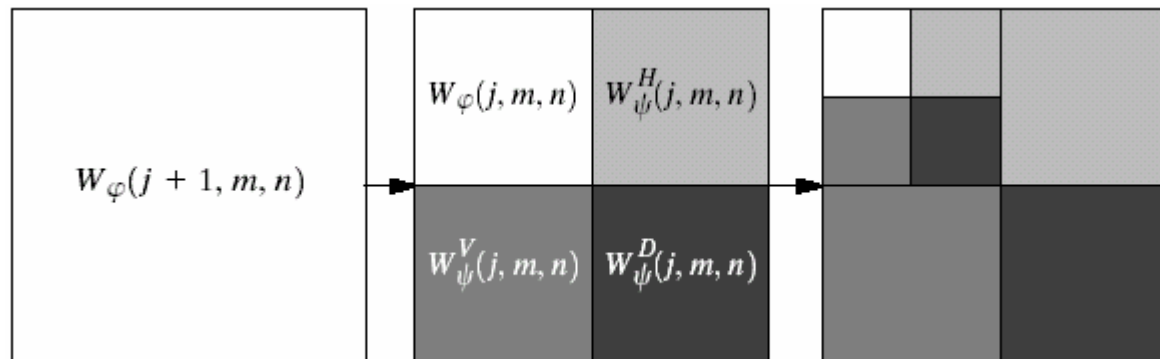 W_φ(j + 1, m, n)
W_φ(j, m, n)
W_ψ^H(j, m, n)
W_ψ^V(j, m, n)
W_ψ^D(j, m, n)